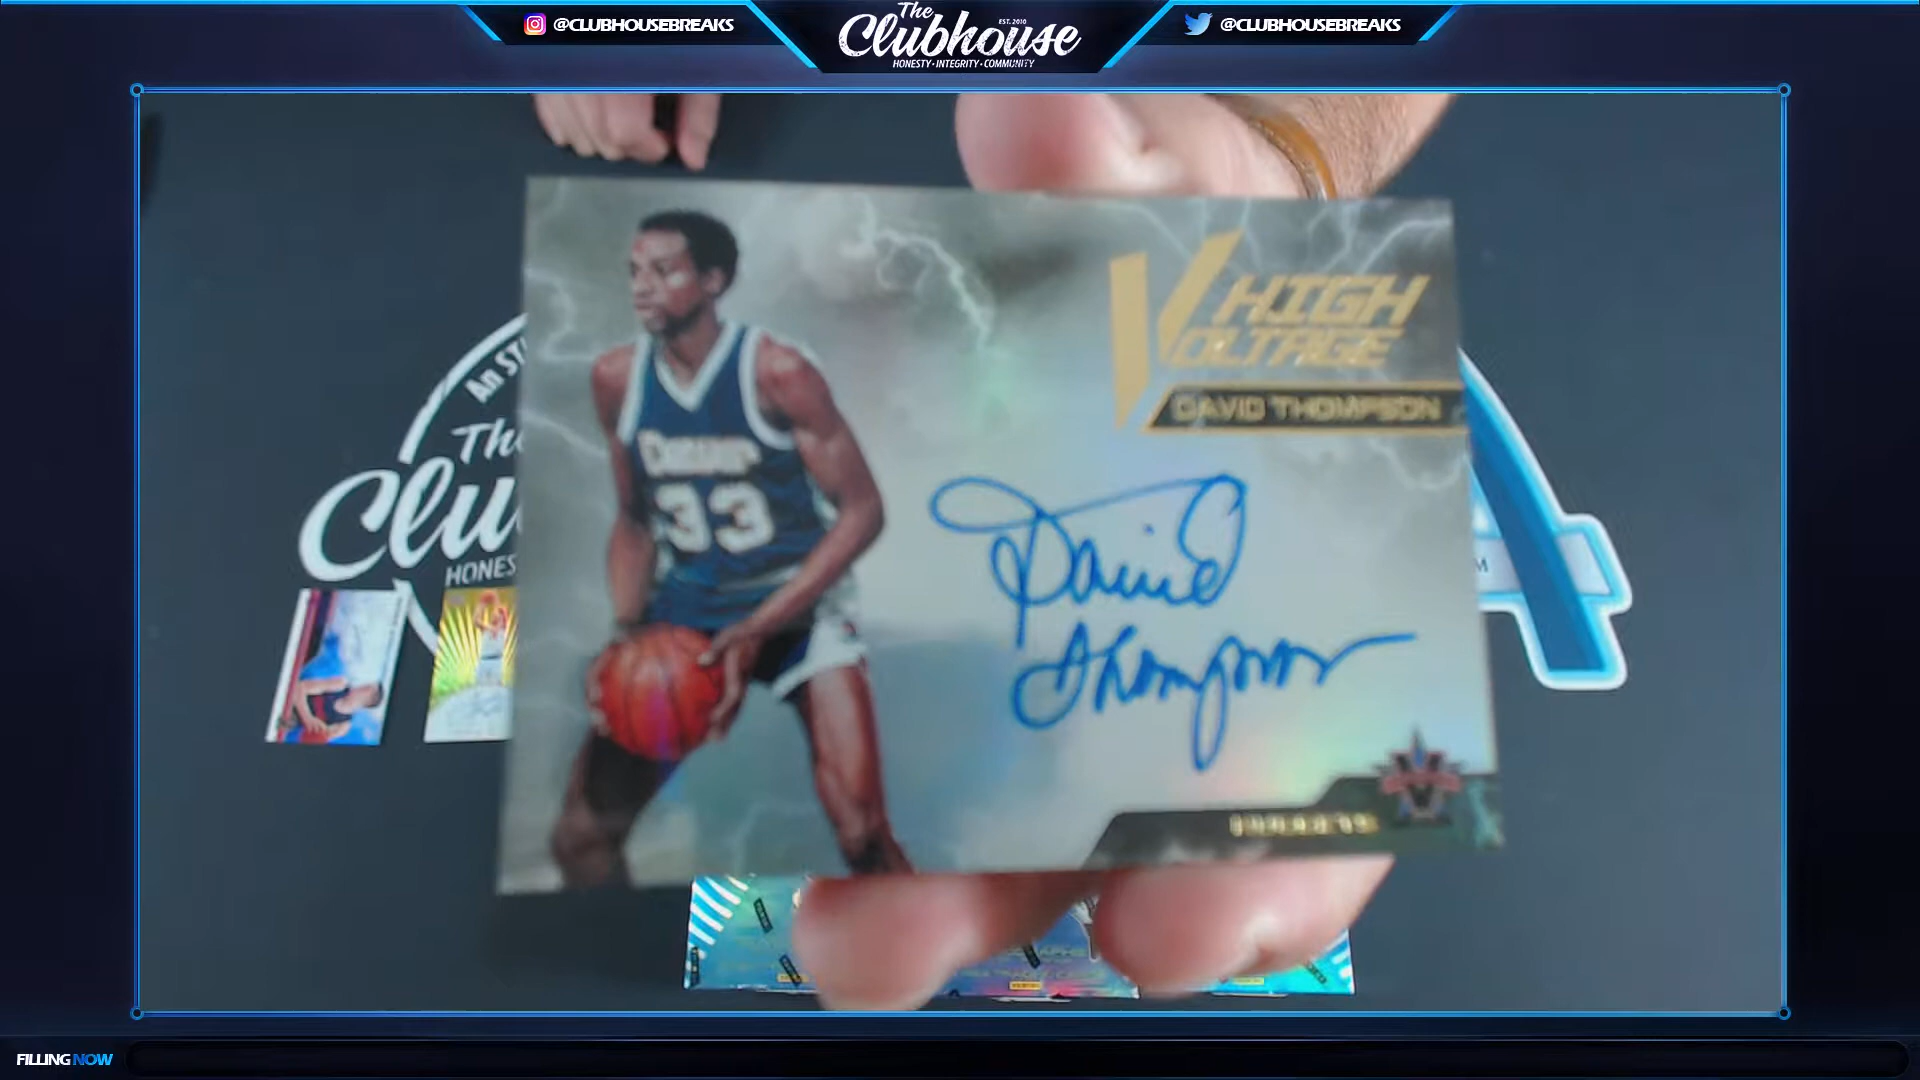 @CLUBHOUSEBREAKS
The
Clubhouse
EST. 2010
HONESTY • INTEGRITY • COMMUNITY
@CLUBHOUSEBREAKS
An
The
HONES
HIGH
VOLTAGE
DAVID THOMPSON
33
David
Thompson
M
FILLING NOW